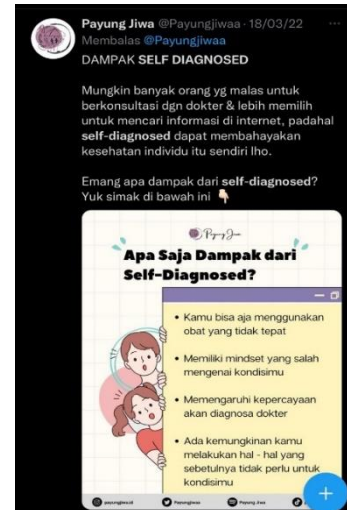 Payung Jiwa @Payungjiwaa · 18/03/22
Membalas @Payungjiwaa
DAMPAK SELF DIAGNOSED
Mungkin banyak orang yg malas untuk
berkonsultasi dgn dokter & lebih memilih
untuk mencari informasi di internet, padahal
self-diagnosed dapat membahayakan
kesehatan individu itu sendiri lho.
Emang apa dampak dari self-diagnosed?
Yuk simak di bawah ini 👇🏻
Payung Jiwa
Apa Saja Dampak dari
Self-Diagnosed?
• Kamu bisa aja menggunakan
obat yang tidak tepat
• Memiliki mindset yang salah
mengenai kondisimu
• Memengaruhi kepercayaan
akan diagnosa dokter
• Ada kemungkinan kamu
melakukan hal - hal yang
sebetulnya tidak perlu untuk
kondisimu
payungjiwa.id
Payungjiwaa
Payung Jiwa